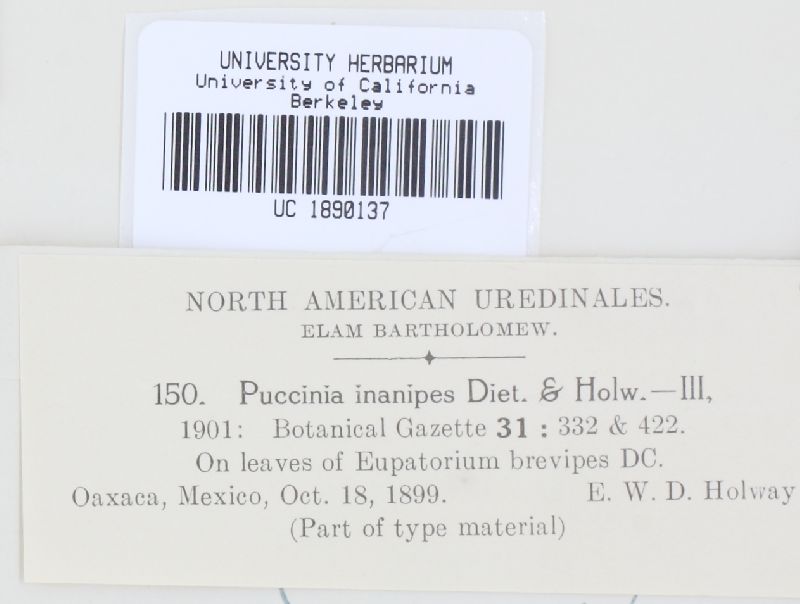 UNIVERSITY HERBARIUM
University of California
Berkeley
UC 1890137
NORTH AMERICAN UREDINALES.
ELAM BARTHOLOMEW.
150. Puccinia inanipes Diet. & Holw.—III,
1901: Botanical Gazette 31 : 332 & 422.
On leaves of Eupatorium brevipes DC.
Oaxaca, Mexico, Oct. 18, 1899. E. W. D. Holway
(Part of type material)